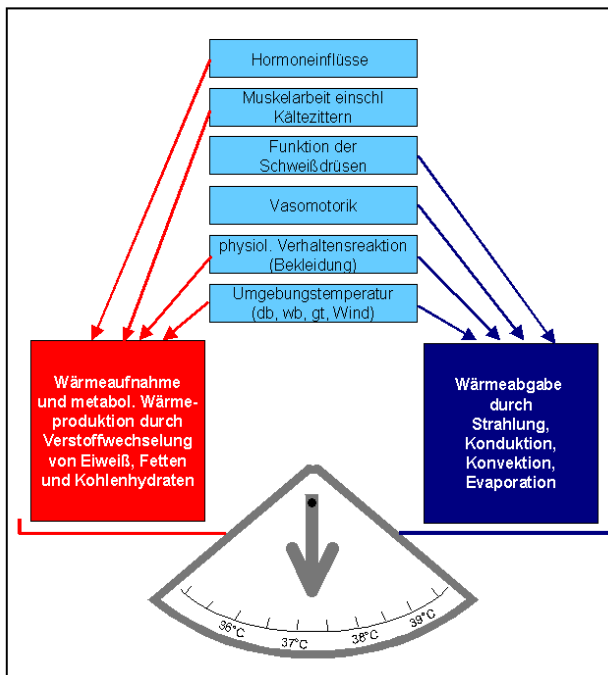 Hormoneinflüsse
Muskelarbeit einschl
Kältezittern
Funktion der
Schweißdrüsen
Vasomotorik
physiol. Verhaltensreaktion
(Bekleidung)
Umgebungstemperatur
(db, wb, gt, Wind)
Wärmeaufnahme
und metabol. Wärme-
produktion durch
Verstoffwechselung
von Eiweiß, Fetten
und Kohlenhydraten
Wärmeabgabe
durch
Strahlung,
Konduktion,
Konvektion,
Evaporation
36°C 37°C 38°C 39°C